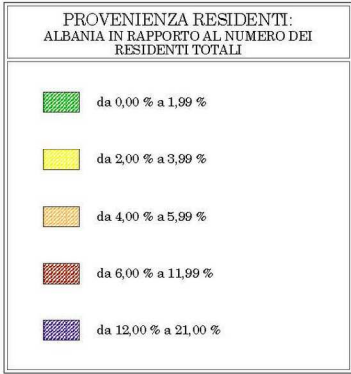 PROVENIENZA RESIDENTI:
ALBANIA IN RAPPORTO AL NUMERO DEI
RESIDENTI TOTALI
da 0,00 % a 1,99 %
da 2,00 % a 3,99 %
da 4,00 % a 5,99 %
da 6,00 % a 11,99 %
da 12,00 % a 21,00 %